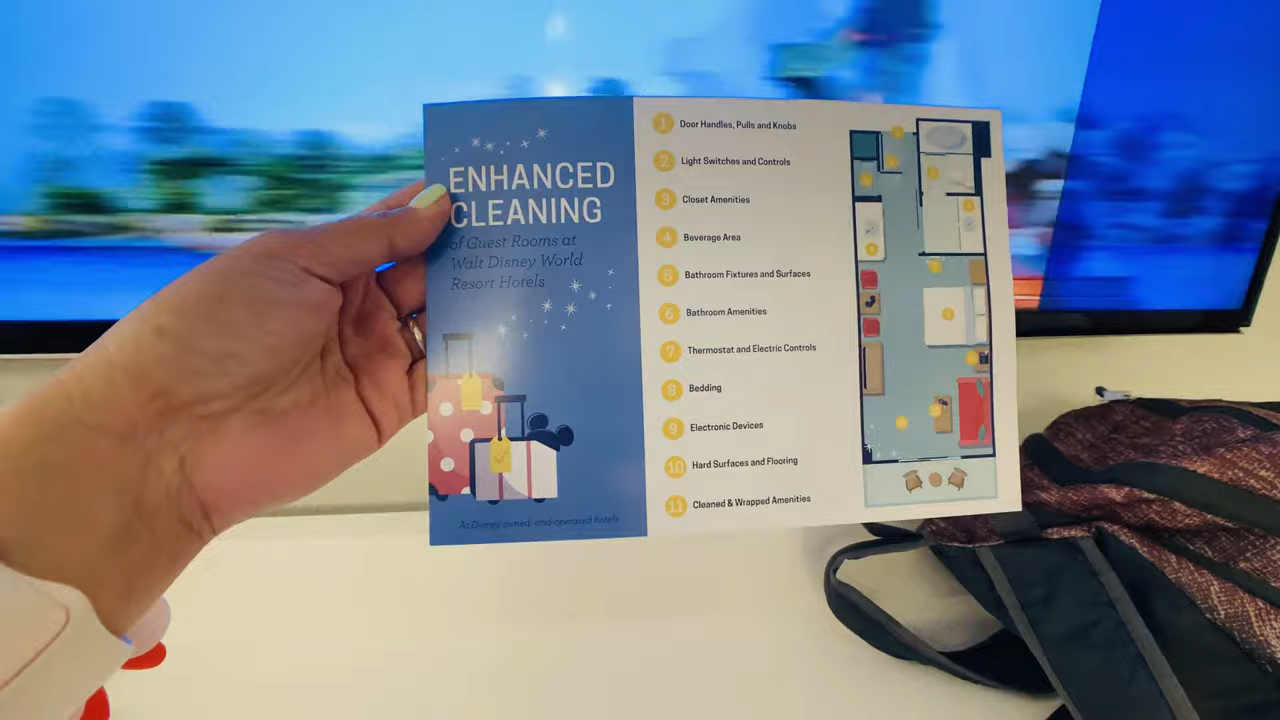 ENHANCED
CLEANING
of Guest Rooms at
Walt Disney World
Resort Hotels
At Disney owned-and-operated hotels
1 Door Handles, Pulls and Knobs
2 Light Switches and Controls
3 Closet Amenities
4 Beverage Area
5 Bathroom Fixtures and Surfaces
6 Bathroom Amenities
7 Thermostat and Electric Controls
8 Bedding
9 Electronic Devices
10 Hard Surfaces and Flooring
11 Cleaned & Wrapped Amenities